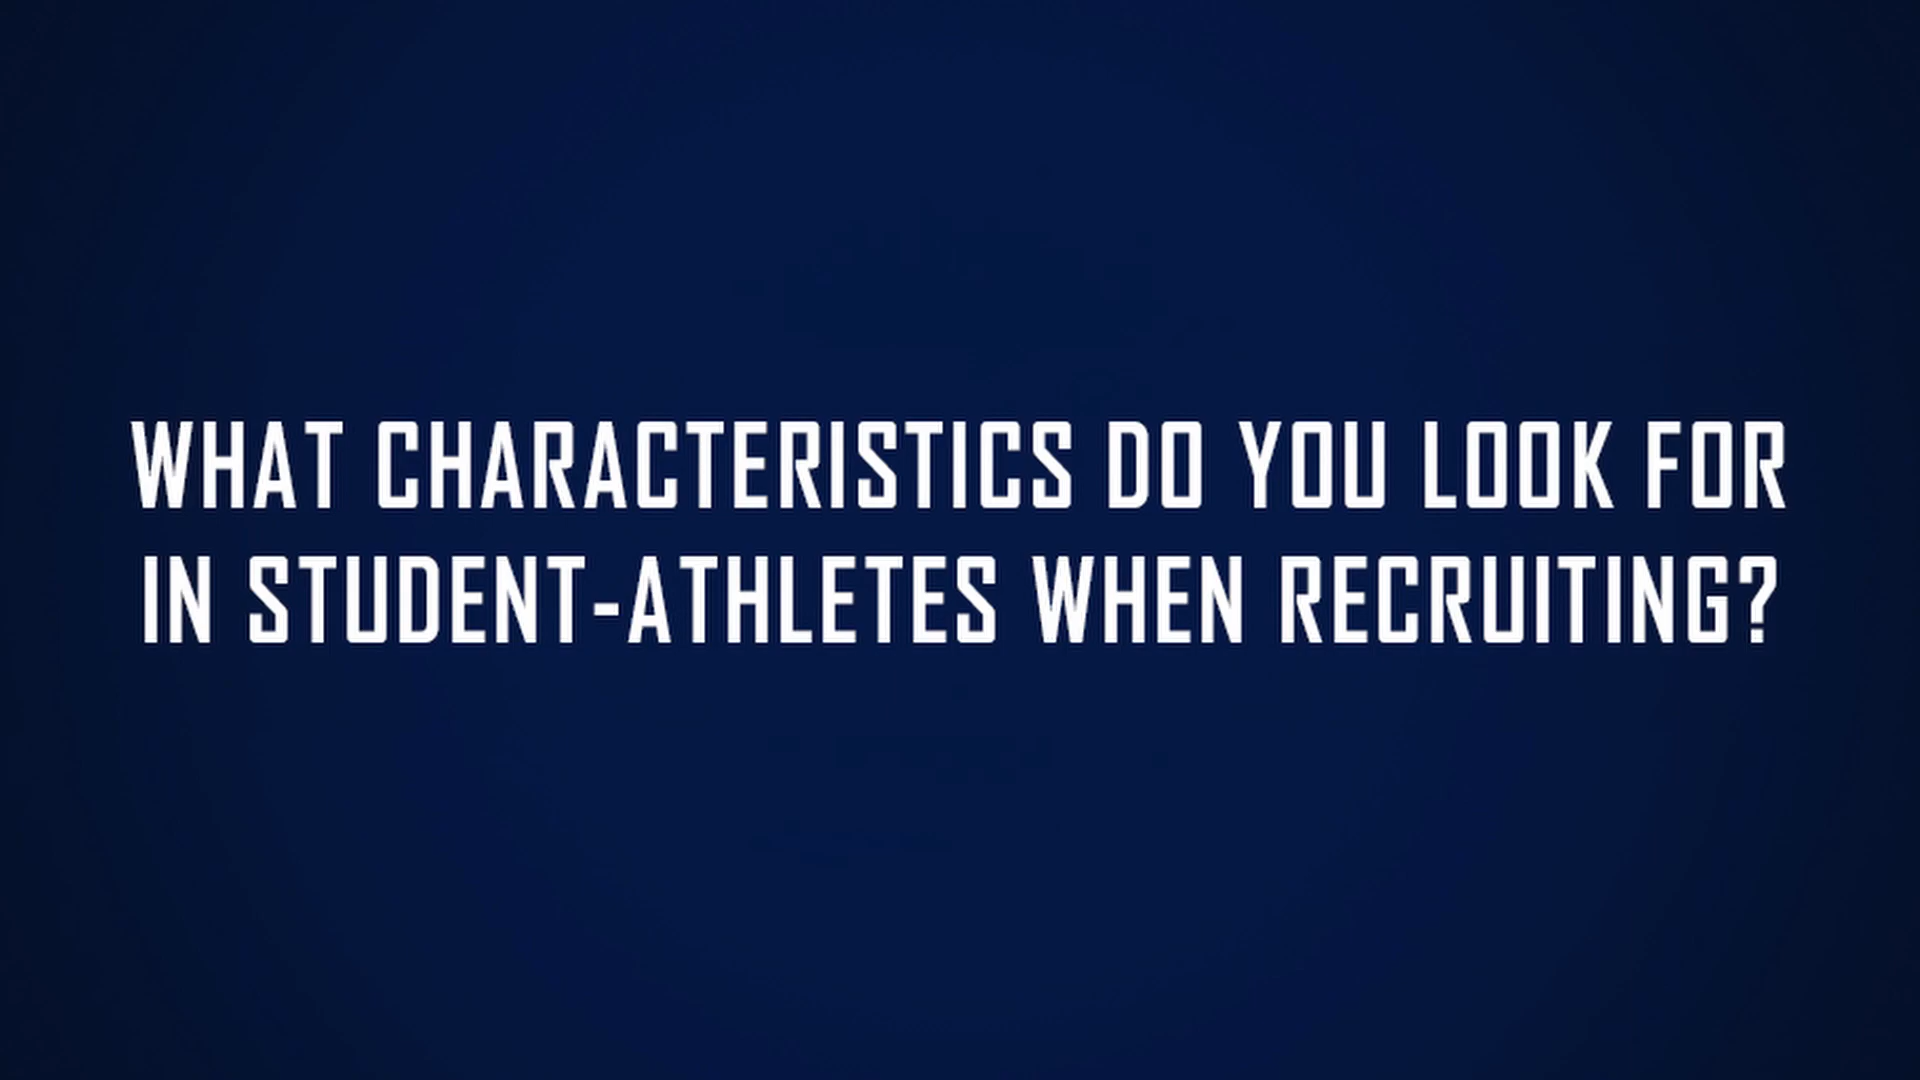 WHAT CHARACTERISTICS DO YOU LOOK FOR
IN STUDENT-ATHLETES WHEN RECRUITING?